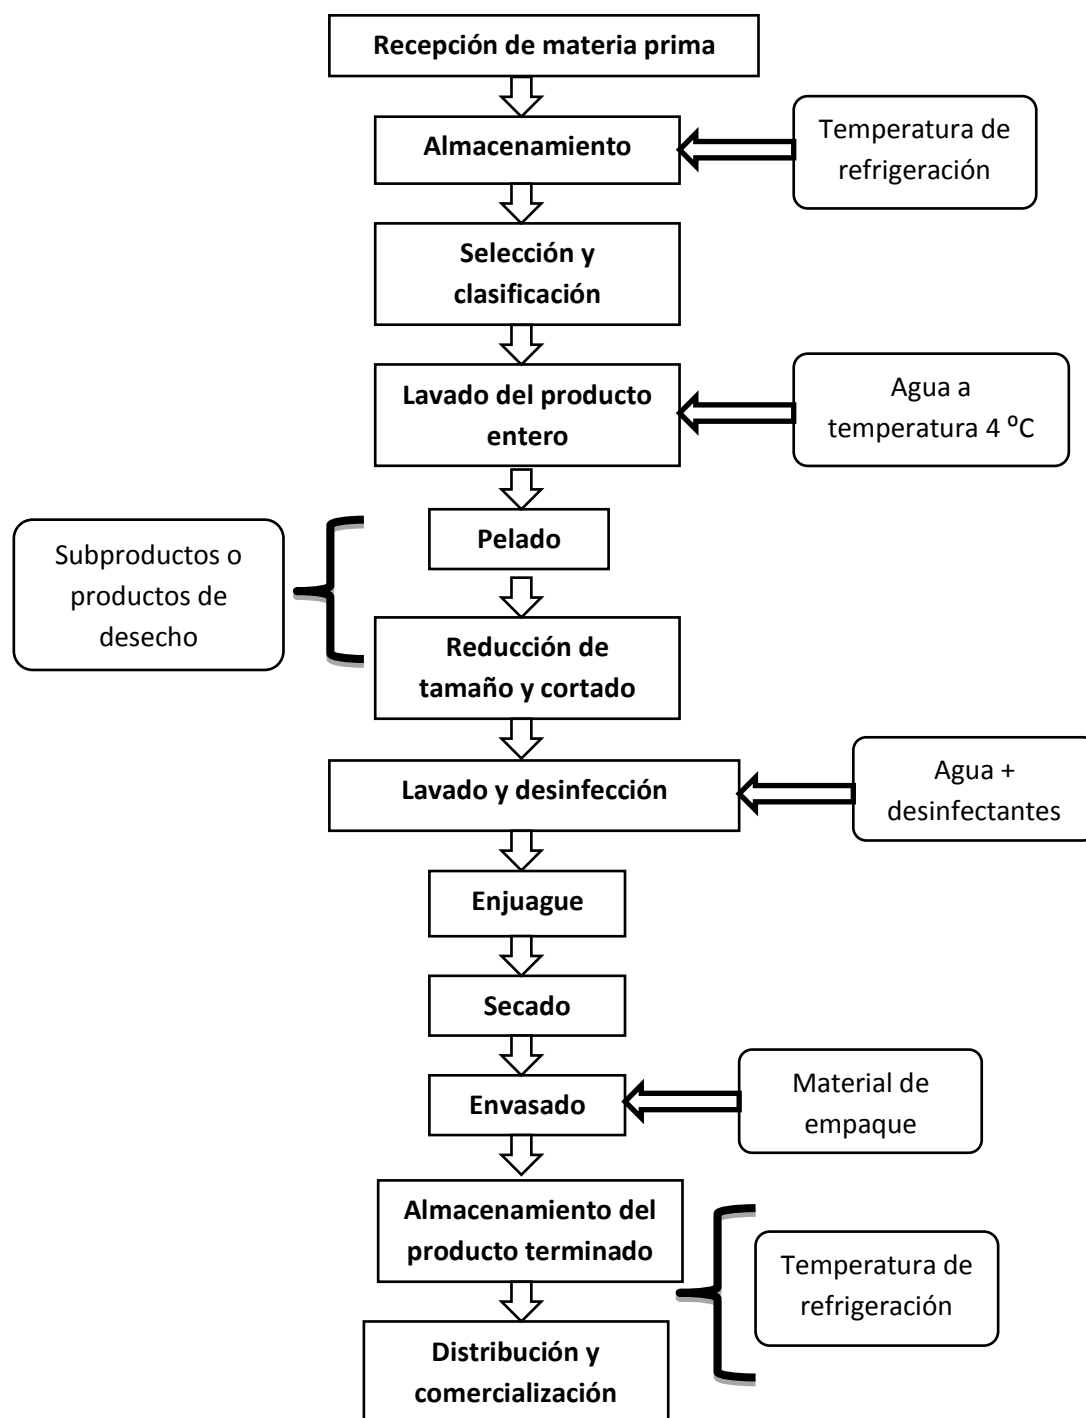 Recepción de materia prima
Almacenamiento
Temperatura de
refrigeración
Selección y
clasificación
Lavado del producto
entero
Agua a
temperatura 4 ⁰C
Pelado
Subproductos o
productos de
desecho
Reducción de
tamaño y cortado
Lavado y desinfección
Agua +
desinfectantes
Enjuague
Secado
Envasado
Material de
empaque
Almacenamiento del
producto terminado
Temperatura de
refrigeración
Distribución y
comercialización